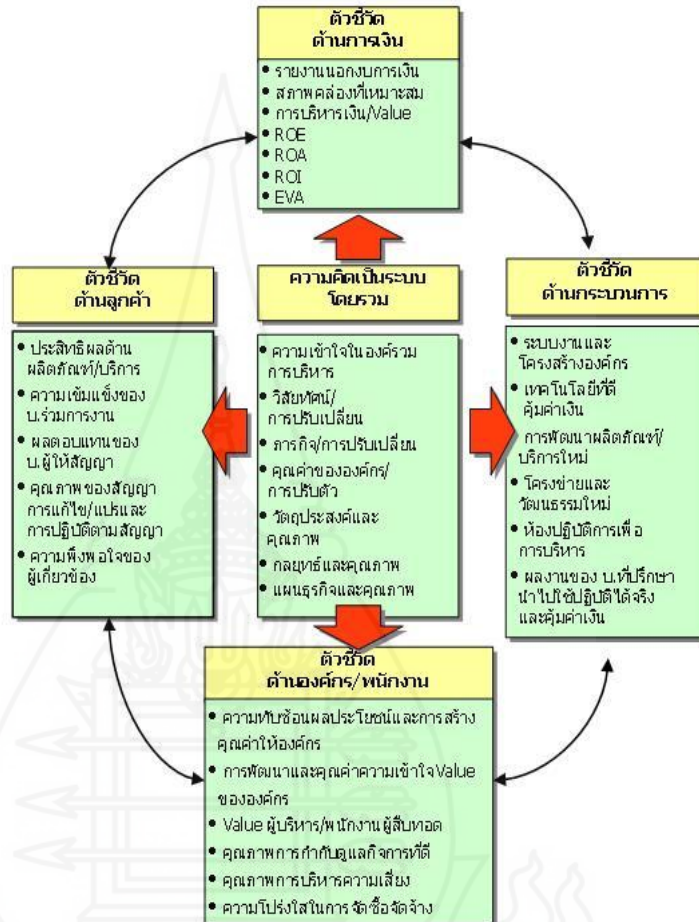 ตัวชี้วัด
ด้านการเงิน
• รายงานนอกงบการเงิน
• สภาพคล่องที่เหมาะสม
• การบริหารเงิน/Value
• ROE
• ROA
• ROI
• EVA
ตัวชี้วัด
ด้านลูกค้า
• ประสิทธิผลด้าน
ผลิตภัณฑ์/บริการ
• ความเข้มแข็งของ
บ.ร่วมการงาน
• ผลตอบแทนของ
บ.ผู้ให้สัญญา
• คุณภาพของสัญญา
การแก้ไข/แปรและ
การปฏิบัติตามสัญญา
• ความพึงพอใจของ
ผู้เกี่ยวข้อง
ความคิดเป็นระบบ
โดยรวม
• ความเข้าใจในองค์รวม
การบริหาร
• วิสัยทัศน์/
การปรับเปลี่ยน
• ภารกิจ/การปรับเปลี่ยน
• คุณค่าขององค์กร/
การปรับตัว
• วัตถุประสงค์และ
คุณภาพ
• กลยุทธ์และคุณภาพ
• แผนธุรกิจและคุณภาพ
ตัวชี้วัด
ด้านกระบวนการ
• ระบบงานและ
โครงสร้างองค์กร
• เทคโนโลยีที่ดี
คุ้มค่าเงิน
• การพัฒนาผลิตภัณฑ์/
บริการใหม่
• โครงข่ายและ
วัฒนธรรมใหม่
• ห้องปฏิบัติการเพื่อ
การบริหาร
• ผลงานของ บ.ที่ปรึกษา
นำไปใช้ปฏิบัติได้จริง
และคุ้มค่าเงิน
ตัวชี้วัด
ด้านองค์กร/พนักงาน
• ความทับซ้อนผลประโยชน์และการสร้าง
คุณค่าให้องค์กร
• การพัฒนาและคุณค่าความเข้าใจValue
ขององค์กร
• Value ผู้บริหาร/พนักงานผู้สืบทอด
• คุณภาพการกำกับดูแลกิจการที่ดี
• คุณภาพการบริหารความเสี่ยง
• ความโปร่งใสในการจัดซื้อจัดจ้าง